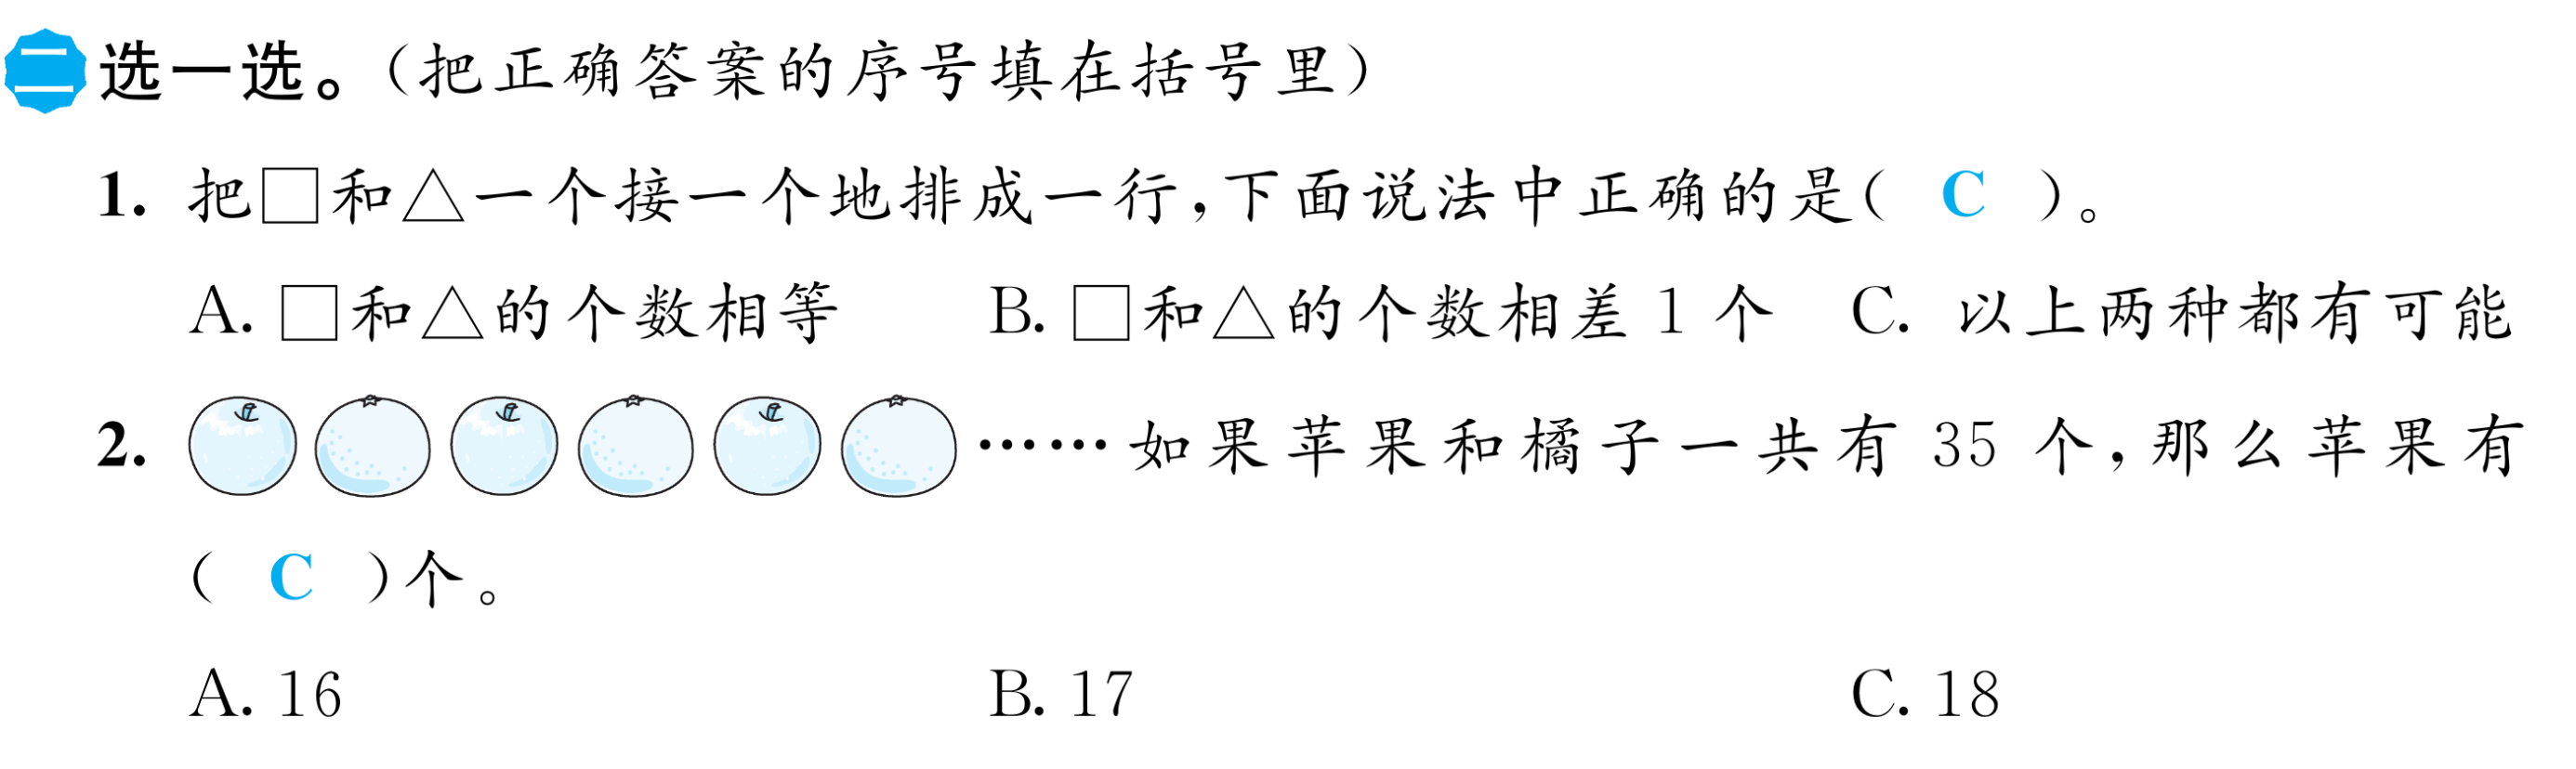 二 选一选。(把正确答案的序号填在括号里)
1. 把□和△一个接一个地排成一行,下面说法中正确的是( C )。
A. □和△的个数相等 B. □和△的个数相差 1 个 C. 以上两种都有可能
2. ……如果苹果和橘子一共有 35 个,那么苹果有
( C )个。
A. 16 B. 17 C. 18